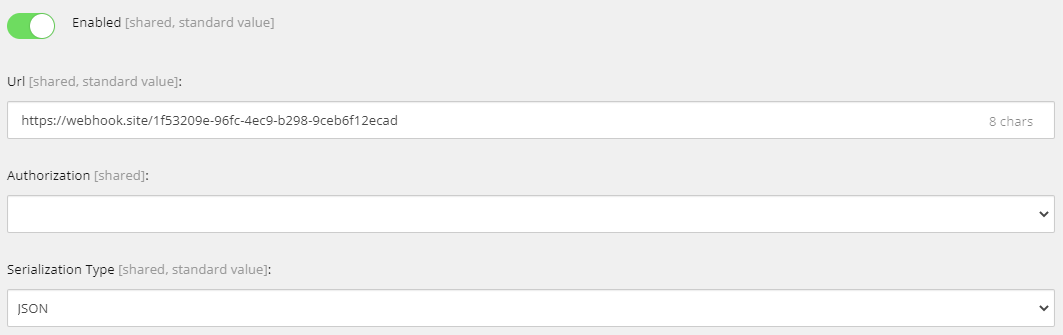 Enabled [shared, standard value]
Url [shared, standard value]:
https://webhook.site/1f53209e-96fc-4ec9-b298-9ceb6f12ecad 8 chars
Authorization [shared]:
Serialization Type [shared, standard value]:
JSON